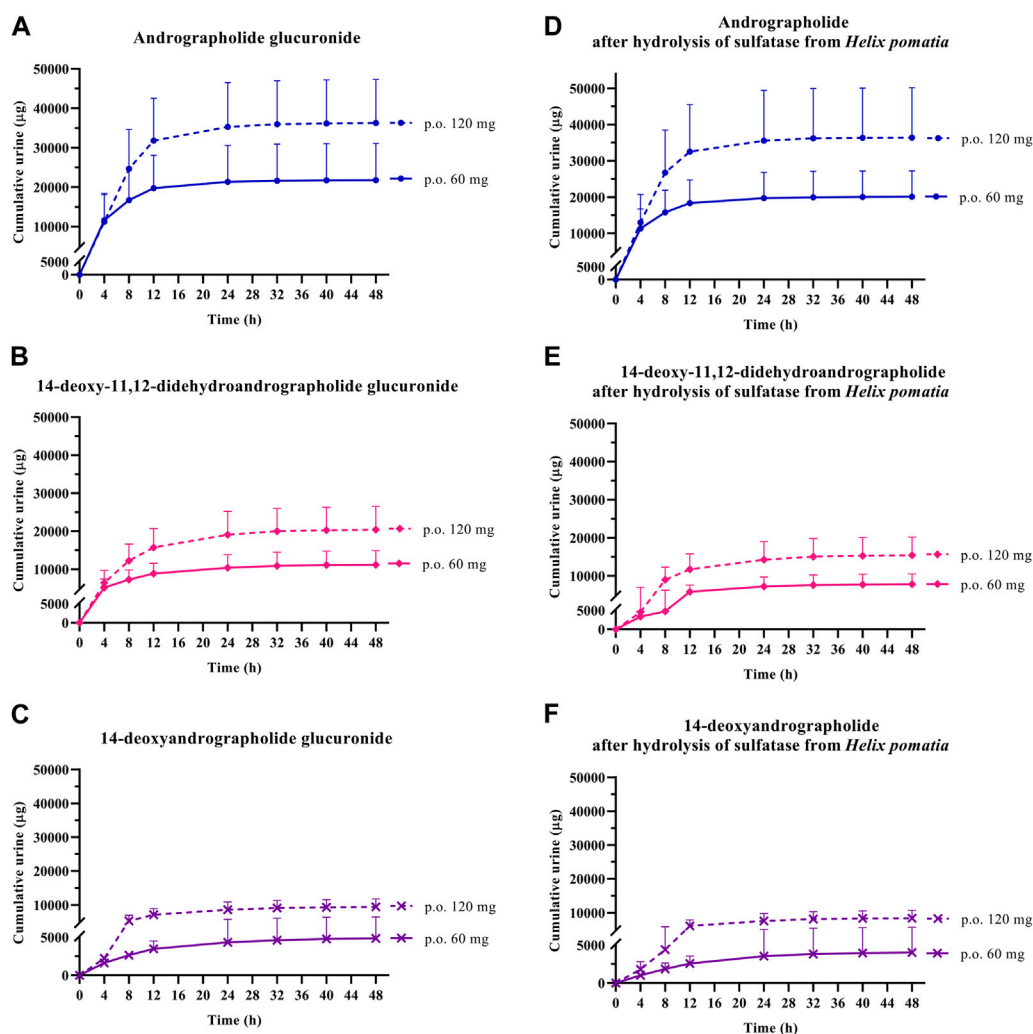 A
Andrographolide glucuronide
Cumulative urine (µg)
50000
40000
30000
20000
10000
5000
0
0 4 8 12 16 20 24 28 32 36 40 44 48
Time (h)
p.o. 120 mg
p.o. 60 mg
B
14-deoxy-11,12-didehydroandrographolide glucuronide
Cumulative urine (µg)
50000
40000
30000
20000
10000
5000
0
0 4 8 12 16 20 24 28 32 36 40 44 48
Time (h)
p.o. 120 mg
p.o. 60 mg
C
14-deoxyandrographolide glucuronide
Cumulative urine (µg)
50000
40000
30000
20000
10000
5000
0
0 4 8 12 16 20 24 28 32 36 40 44 48
Time (h)
p.o. 120 mg
p.o. 60 mg
D
Andrographolide
after hydrolysis of sulfatase from Helix pomatia
Cumulative urine (µg)
50000
40000
30000
20000
10000
5000
0
0 4 8 12 16 20 24 28 32 36 40 44 48
Time (h)
p.o. 120 mg
p.o. 60 mg
E
14-deoxy-11,12-didehydroandrographolide
after hydrolysis of sulfatase from Helix pomatia
Cumulative urine (µg)
50000
40000
30000
20000
10000
5000
0
0 4 8 12 16 20 24 28 32 36 40 44 48
Time (h)
p.o. 120 mg
p.o. 60 mg
F
14-deoxyandrographolide
after hydrolysis of sulfatase from Helix pomatia
Cumulative urine (µg)
50000
40000
30000
20000
10000
5000
0
0 4 8 12 16 20 24 28 32 36 40 44 48
Time (h)
p.o. 120 mg
p.o. 60 mg